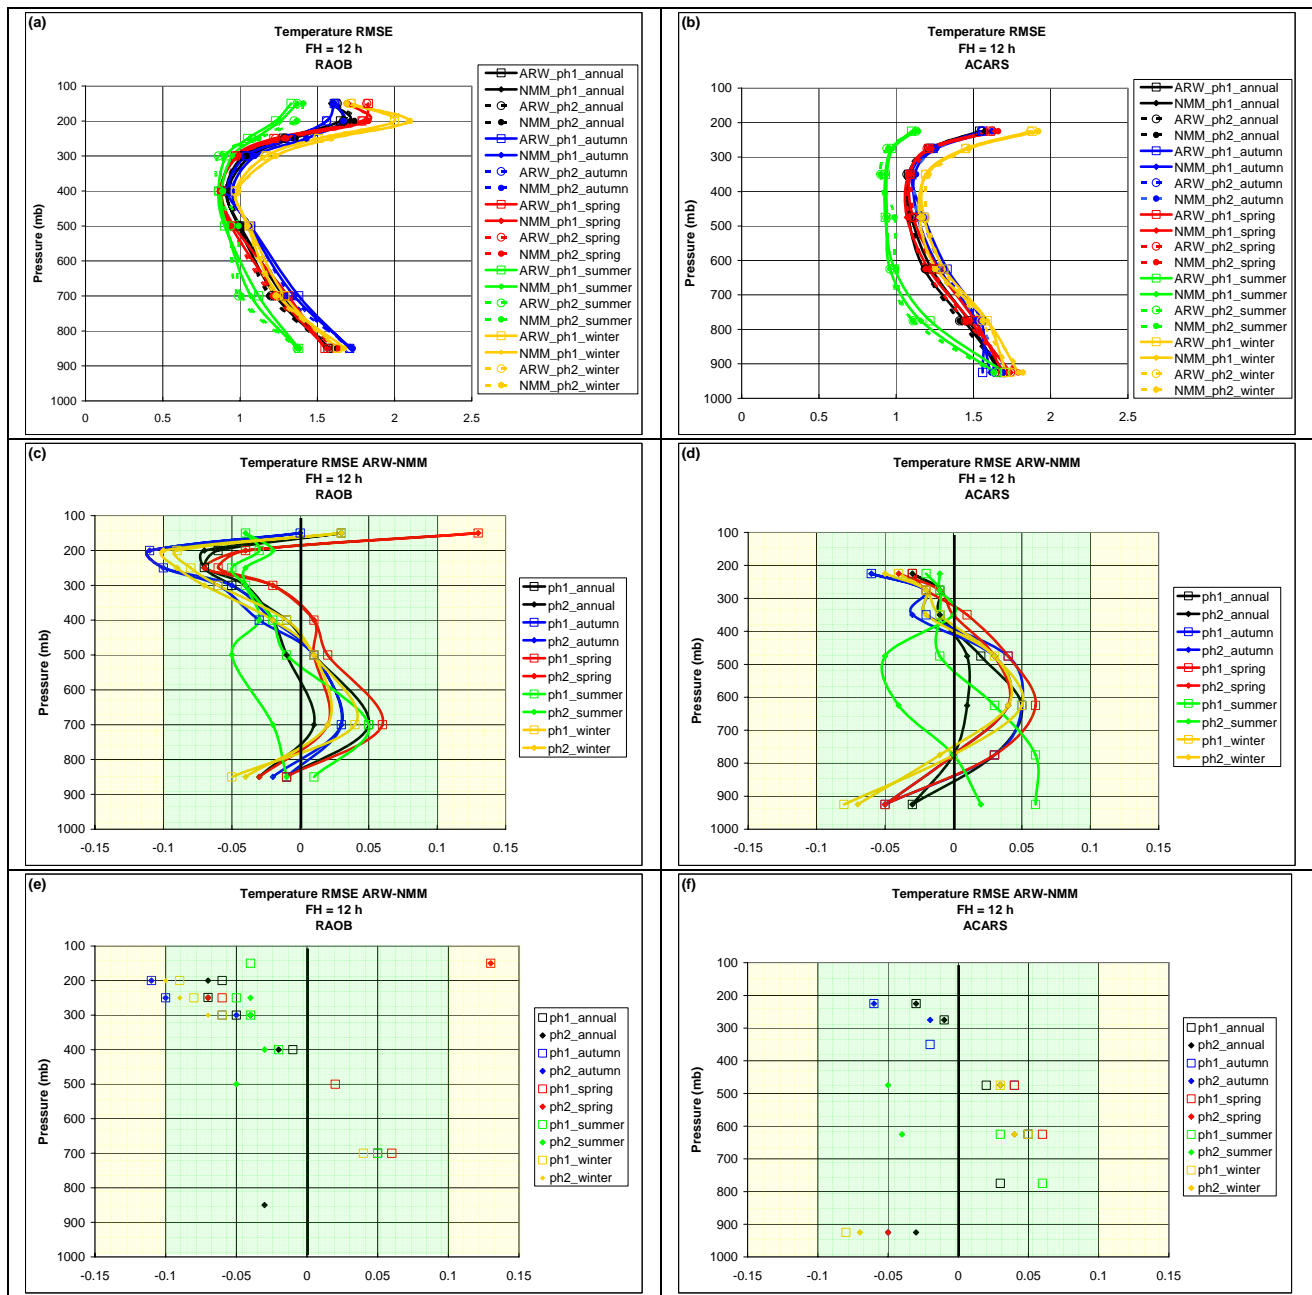 (a)
Temperature RMSE
FH = 12 h
RAOB
Pressure (mb)
100
200
300
400
500
600
700
800
900
1000
0
0.5
1
1.5
2
2.5
ARW_ph1_annual
NMM_ph1_annual
ARW_ph2_annual
NMM_ph2_annual
ARW_ph1_autumn
NMM_ph1_autumn
ARW_ph2_autumn
NMM_ph2_autumn
ARW_ph1_spring
NMM_ph1_spring
ARW_ph2_spring
NMM_ph2_spring
ARW_ph1_summer
NMM_ph1_summer
ARW_ph2_summer
NMM_ph2_summer
ARW_ph1_winter
NMM_ph1_winter
ARW_ph2_winter
NMM_ph2_winter
(b)
Temperature RMSE
FH = 12 h
ACARS
Pressure (mb)
100
200
300
400
500
600
700
800
900
1000
0
0.5
1
1.5
2
2.5
ARW_ph1_annual
NMM_ph1_annual
ARW_ph2_annual
NMM_ph2_annual
ARW_ph1_autumn
NMM_ph1_autumn
ARW_ph2_autumn
NMM_ph2_autumn
ARW_ph1_spring
NMM_ph1_spring
ARW_ph2_spring
NMM_ph2_spring
ARW_ph1_summer
NMM_ph1_summer
ARW_ph2_summer
NMM_ph2_summer
ARW_ph1_winter
NMM_ph1_winter
ARW_ph2_winter
NMM_ph2_winter
(c)
Temperature RMSE ARW-NMM
FH = 12 h
RAOB
Pressure (mb)
100
200
300
400
500
600
700
800
900
1000
-0.15
-0.1
-0.05
0
0.05
0.1
0.15
ph1_annual
ph2_annual
ph1_autumn
ph2_autumn
ph1_spring
ph2_spring
ph1_summer
ph2_summer
ph1_winter
ph2_winter
(d)
Temperature RMSE ARW-NMM
FH = 12 h
ACARS
Pressure (mb)
100
200
300
400
500
600
700
800
900
1000
-0.15
-0.1
-0.05
0
0.05
0.1
0.15
ph1_annual
ph2_annual
ph1_autumn
ph2_autumn
ph1_spring
ph2_spring
ph1_summer
ph2_summer
ph1_winter
ph2_winter
(e)
Temperature RMSE ARW-NMM
FH = 12 h
RAOB
Pressure (mb)
100
200
300
400
500
600
700
800
900
1000
-0.15
-0.1
-0.05
0
0.05
0.1
0.15
ph1_annual
ph2_annual
ph1_autumn
ph2_autumn
ph1_spring
ph2_spring
ph1_summer
ph2_summer
ph1_winter
ph2_winter
(f)
Temperature RMSE ARW-NMM
FH = 12 h
ACARS
Pressure (mb)
100
200
300
400
500
600
700
800
900
1000
-0.15
-0.1
-0.05
0
0.05
0.1
0.15
ph1_annual
ph2_annual
ph1_autumn
ph2_autumn
ph1_spring
ph2_spring
ph1_summer
ph2_summer
ph1_winter
ph2_winter